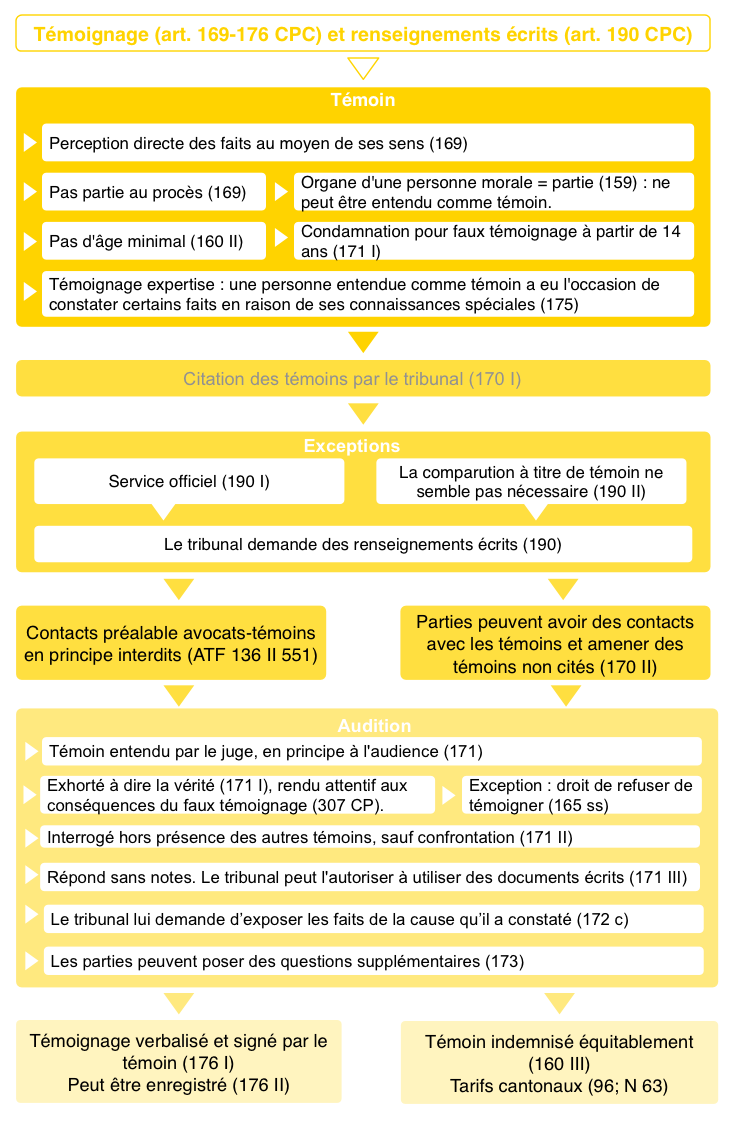 Témoignage (art. 169-176 CPC) et renseignements écrits (art. 190 CPC)
Témoin
Perception directe des faits au moyen de ses sens (169)
Pas partie au procès (169)
Organe d'une personne morale = partie (159) : ne
peut être entendu comme témoin.
Pas d'âge minimal (160 II)
Condamnation pour faux témoignage à partir de 14
ans (171 I)
Témoignage expertise : une personne entendue comme témoin a eu l'occasion de
constater certains faits en raison de ses connaissances spéciales (175)
Citation des témoins par le tribunal (170 I)
Exceptions
Service officiel (190 I)
La comparution à titre de témoin ne
semble pas nécessaire (190 II)
Le tribunal demande des renseignements écrits (190)
Contacts préalable avocats-témoins
en principe interdits (ATF 136 II 551)
Parties peuvent avoir des contacts
avec les témoins et amener des
témoins non cités (170 II)
Audition
Témoin entendu par le juge, en principe à l'audience (171)
Exhorté à dire la vérité (171 I), rendu attentif aux
conséquences du faux témoignage (307 CP).
Exception : droit de refuser de
témoigner (165 ss)
Interrogé hors présence des autres témoins, sauf confrontation (171 II)
Répond sans notes. Le tribunal peut l'autoriser à utiliser des documents écrits (171 III)
Le tribunal lui demande d’exposer les faits de la cause qu’il a constaté (172 c)
Les parties peuvent poser des questions supplémentaires (173)
Témoignage verbalisé et signé par le
témoin (176 I)
Peut être enregistré (176 II)
Témoin indemnisé équitablement
(160 III)
Tarifs cantonaux (96; N 63)